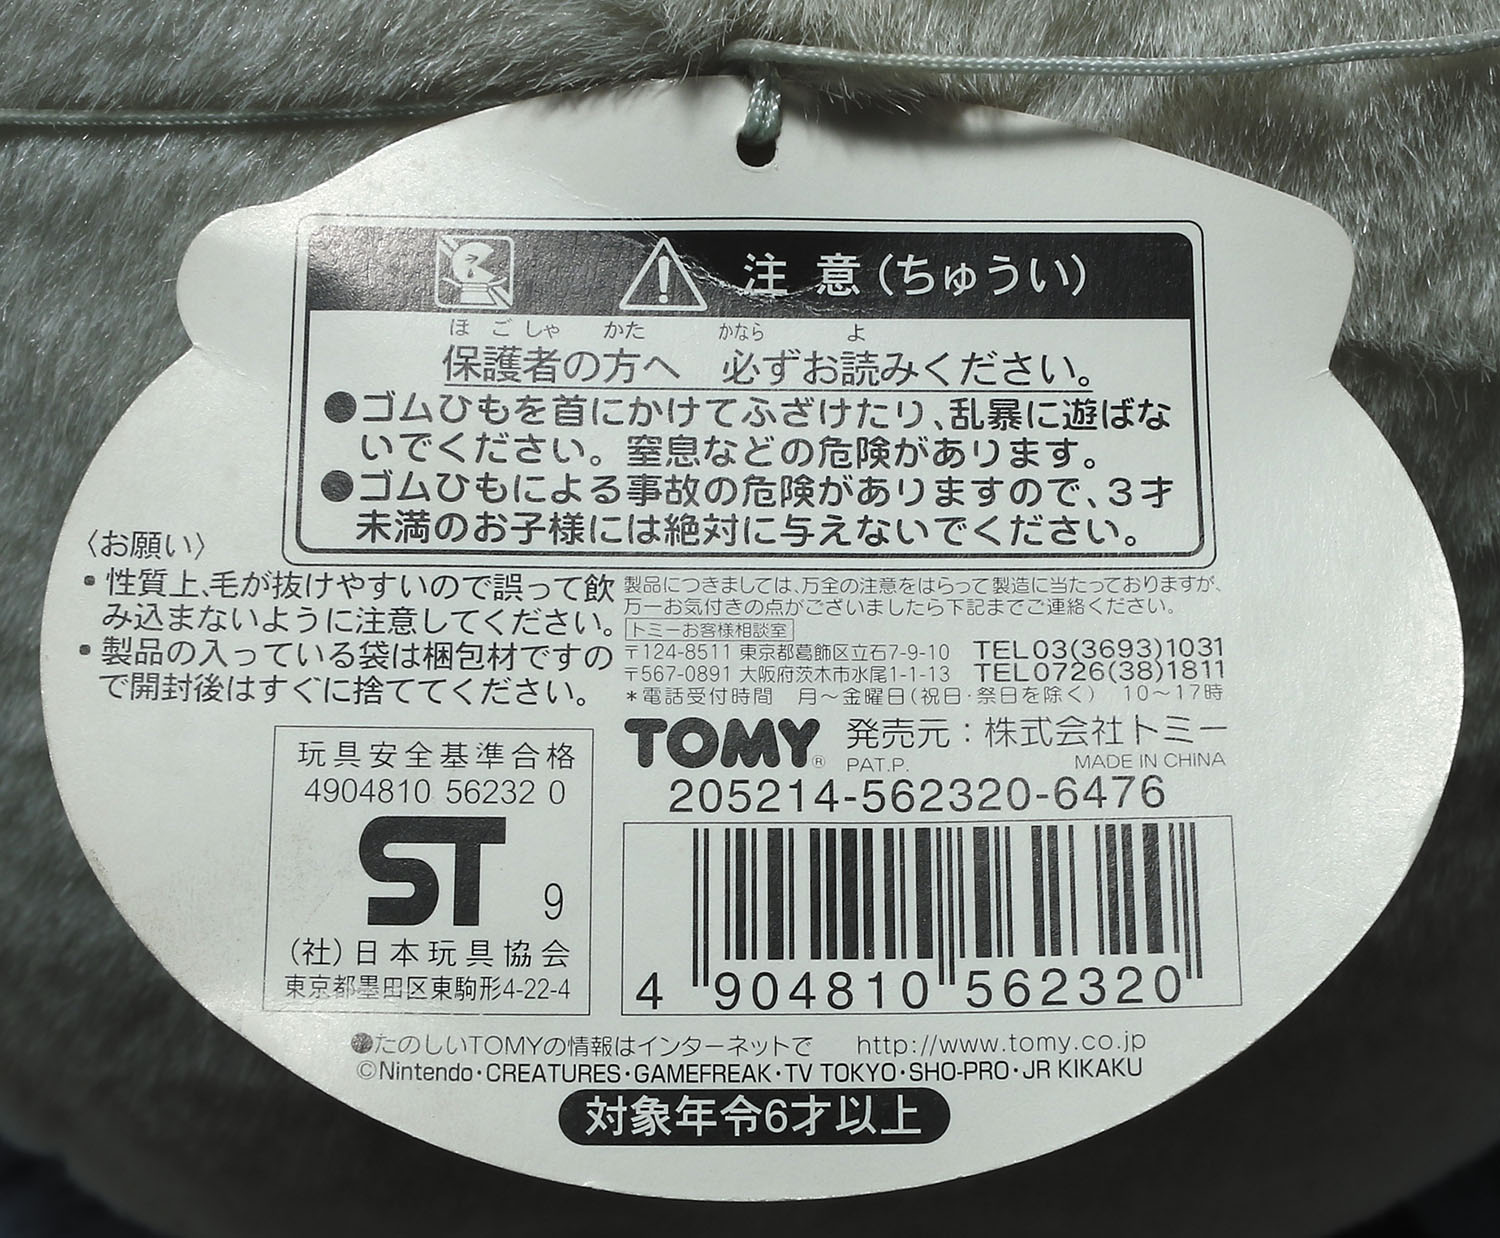 注意(ちゅうい)
ほごしゃ かた かなら よ
保護者の方へ 必ずお読みください。
●ゴムひもを首にかけてふざけたり、乱暴に遊ばな
いでください。窒息などの危険があります。
●ゴムひもによる事故の危険がありますので、3才
未満のお子様には絶対に与えないでください。
〈お願い〉
・性質上、毛が抜けやすいので誤って飲
み込まないように注意してください。
・製品の入っている袋は梱包材ですの
で開封後はすぐに捨ててください。
製品につきましては、万全の注意をはらって製造に当たっておりますが、
万一お気付きの点がございましたら下記までご連絡ください。
トミーお客様相談室
〒124-8511 東京都葛飾区立石7-9-10 TEL03(3693)1031
〒567-0891 大阪府茨木市水尾1-1-13 TEL0726(38)1811
*電話受付時間 月～金曜日(祝日・祭日を除く) 10～17時
TOMY® 発売元:株式会社トミー
PAT.P. MADE IN CHINA
205214-562320-6476
4 904810 562320
玩具安全基準合格
4904810 56232 0
ST 9
(社)日本玩具協会
東京都墨田区東駒形4-22-4
●たのしいTOMYの情報はインターネットで http://www.tomy.co.jp
©Nintendo・CREATURES・GAMEFREAK・TV TOKYO・SHO-PRO・JR KIKAKU
対象年令6才以上